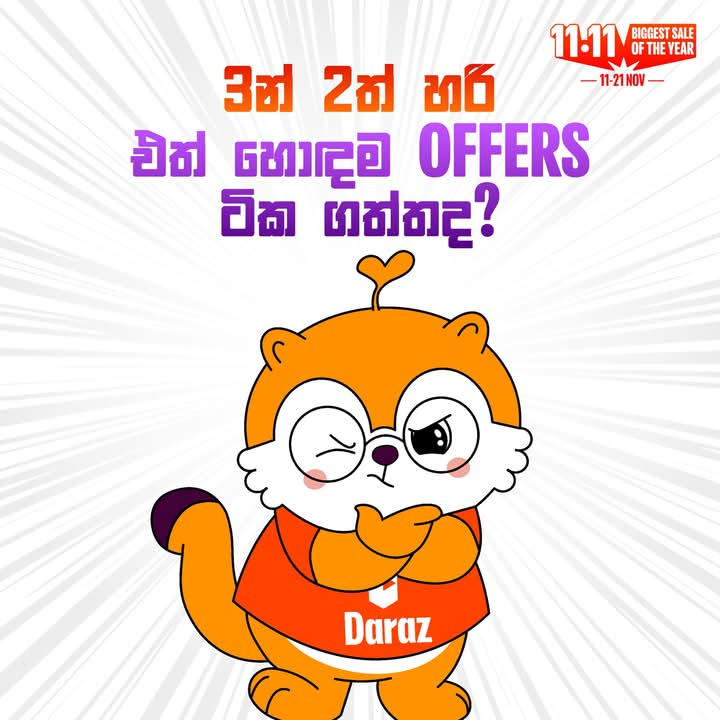 11.11
BIGGEST SALE
OF THE YEAR
11-21 NOV
3න් 2ත් හරි
එත් හොඳම OFFERS
ටික ගත්තද?
Daraz